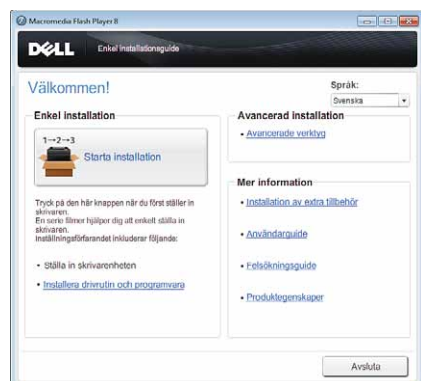 Macromedia Flash Player 8
DELL
Enkel installationsguide
Välkommen!
Språk:
Svenska
Enkel installation
1→2→3
Starta installation
Tryck på den här knappen när du först ställer in
skrivaren.
En serie filmer hjälper dig att enkelt ställa in
skrivaren.
Inställningsförfarandet inkluderar följande:
• Ställa in skrivarenheten
• Installera drivrutin och programvara
Avancerad installation
• Avancerade verktyg
Mer information
• Installation av extra tillbehör
• Användarguide
• Felsökningsguide
• Produktegenskaper
Avsluta